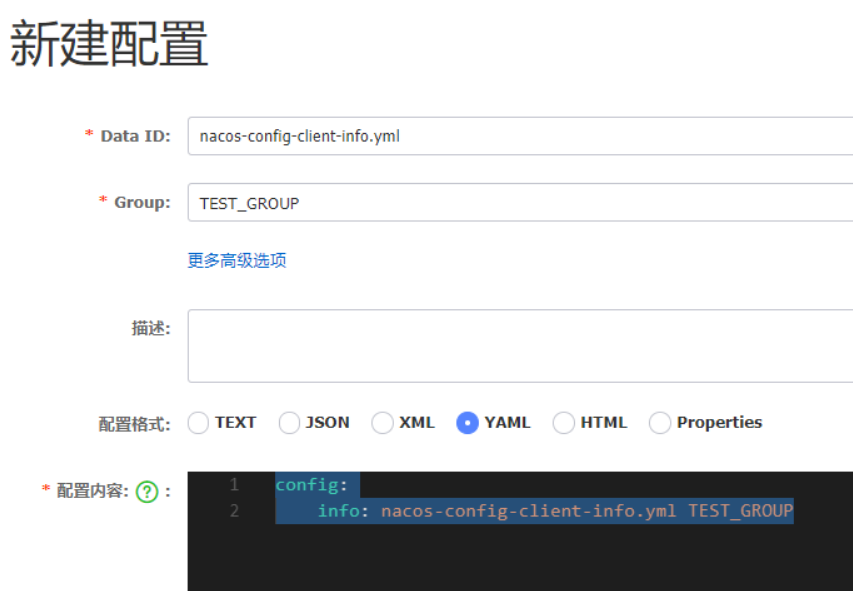 新建配置
* Data ID: nacos-config-client-info.yml
* Group: TEST_GROUP
更多高级选项
描述:
配置格式: TEXT JSON XML YAML HTML Properties
* 配置内容: ? :
1 config:
2 info: nacos-config-client-info.yml TEST_GROUP